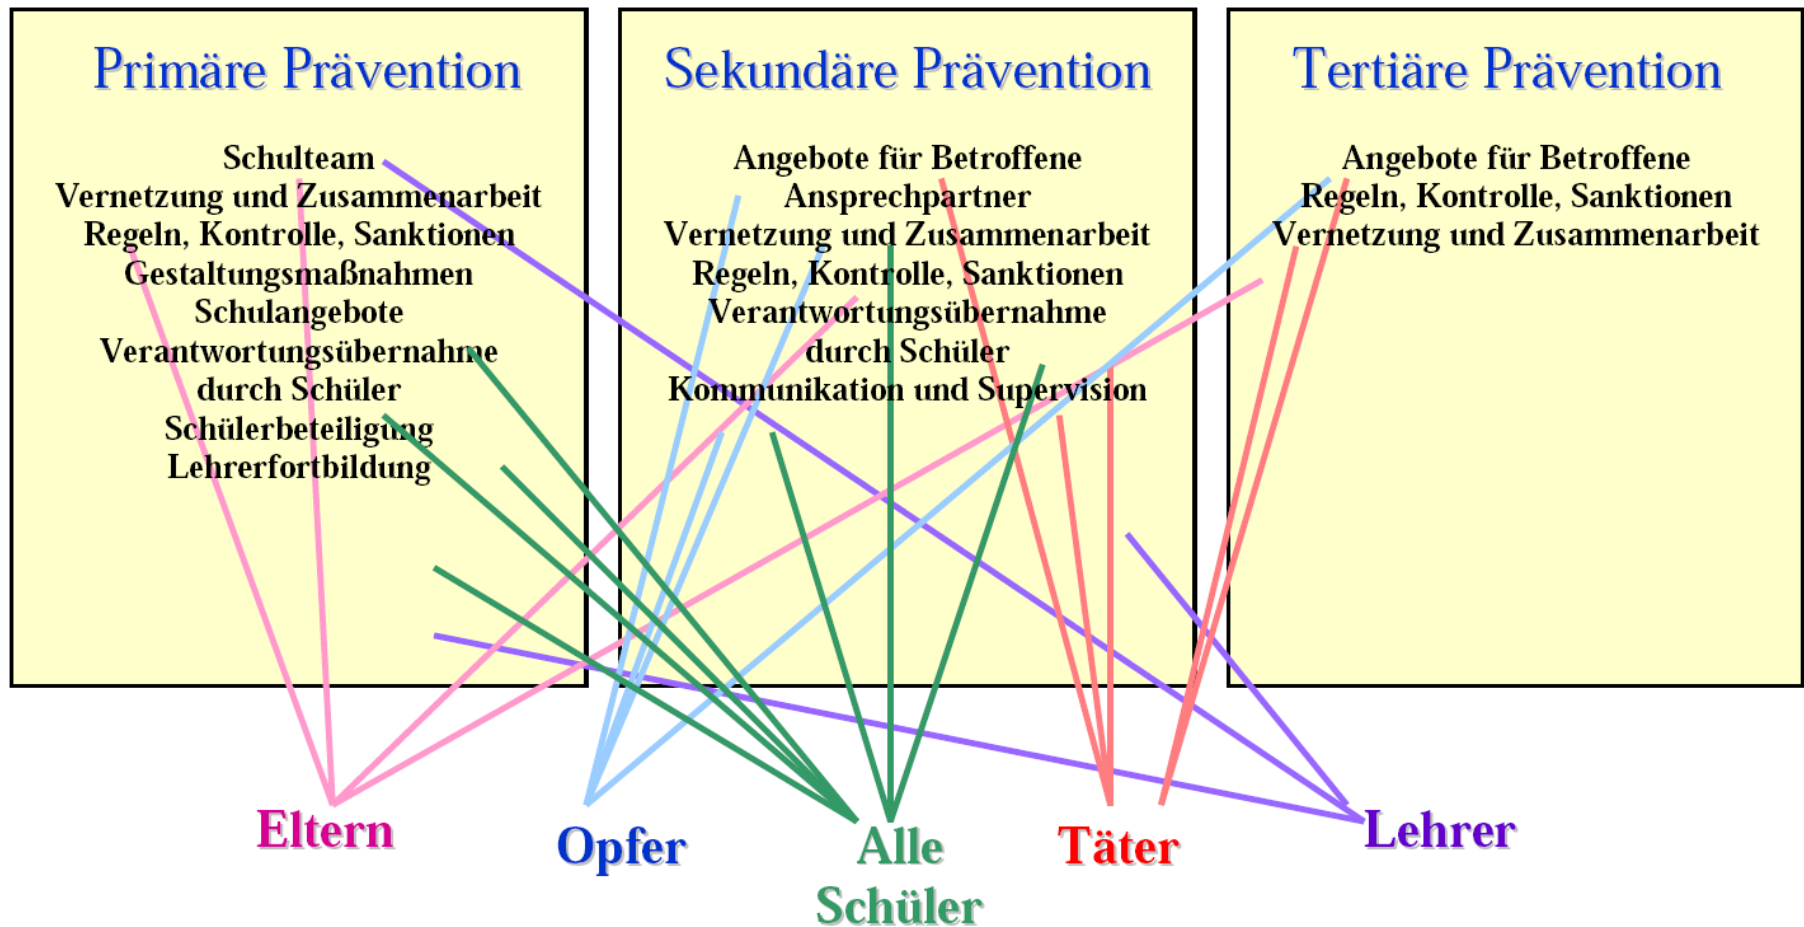 Primäre Prävention
Schulteam
Vernetzung und Zusammenarbeit
Regeln, Kontrolle, Sanktionen
Gestaltungsmaßnahmen
Schulangebote
Verantwortungsübernahme
durch Schüler
Schülerbeteiligung
Lehrerfortbildung
Sekundäre Prävention
Angebote für Betroffene
Ansprechpartner
Vernetzung und Zusammenarbeit
Regeln, Kontrolle, Sanktionen
Verantwortungsübernahme
durch Schüler
Kommunikation und Supervision
Tertiäre Prävention
Angebote für Betroffene
Regeln, Kontrolle, Sanktionen
Vernetzung und Zusammenarbeit
Eltern
Opfer
Alle
Schüler
Täter
Lehrer